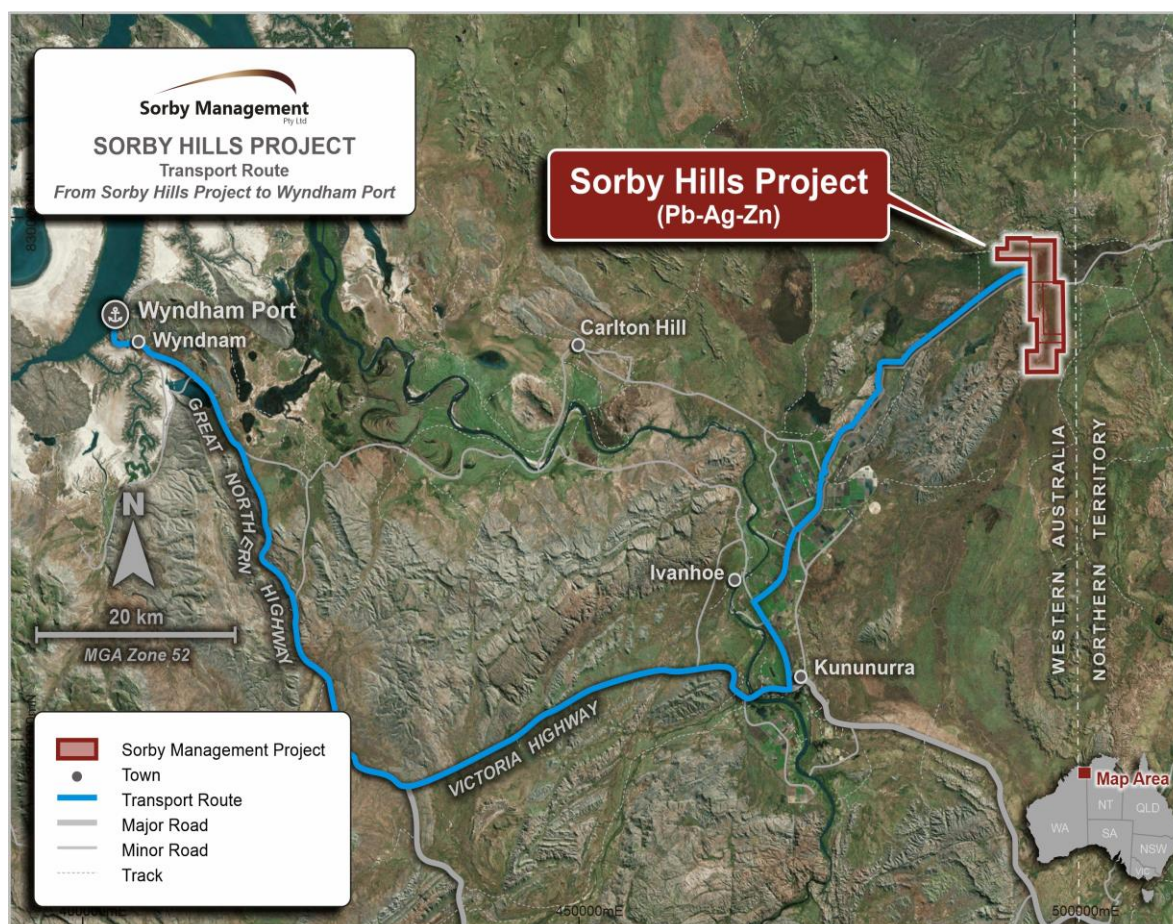 Sorby Management
Pty Ltd
SORBY HILLS PROJECT
Transport Route
From Sorby Hills Project to Wyndham Port
Sorby Hills Project
(Pb-Ag-Zn)
Wyndham Port
Wyndnam
Carlton Hill
GREAT NORTHERN HIGHWAY
WESTERN AUSTRALIA
NORTHERN TERRITORY
N
20 km
MGA Zone 52
Ivanhoe
Kununurra
VICTORIA HIGHWAY
Sorby Management Project
Town
Transport Route
Major Road
Minor Road
Track
Map Area
NT
QLD
WA
SA
NSW
VIC
450000mE
500000mE